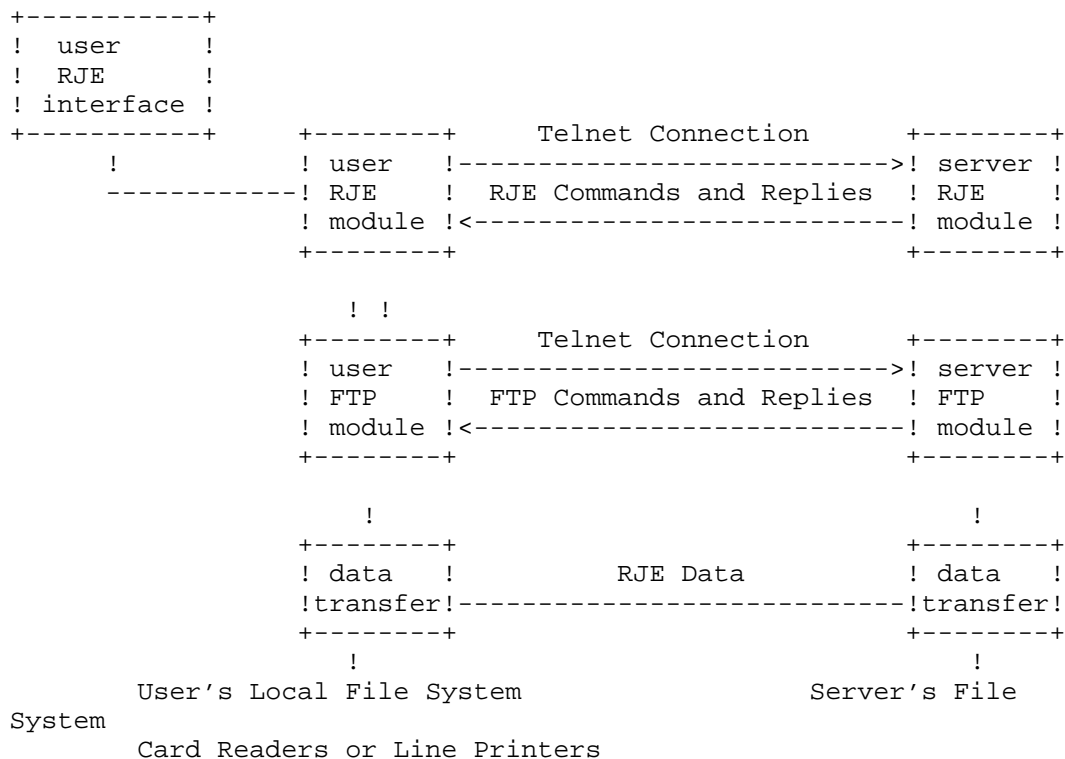 +-----------+
!  user     !
!  RJE      !
! interface !
+-----------+     +--------+     Telnet Connection      +--------+
      !           ! user   !--------------------------->! server !
      ------------! RJE    !  RJE Commands and Replies  ! RJE    !
                  ! module !<---------------------------! module !
                  +--------+                            +--------+

                     ! !
                  +--------+     Telnet Connection      +--------+
                  ! user   !--------------------------->! server !
                  ! FTP    !  FTP Commands and Replies  ! FTP    !
                  ! module !<---------------------------! module !
                  +--------+                            +--------+

                      !                                     !
                  +--------+                            +--------+
                  ! data   !          RJE Data          ! data   !
                  !transfer!----------------------------!transfer!
                  +--------+                            +--------+
                     !                                      !
        User's Local File System                  Server's File
System
        Card Readers or Line Printers